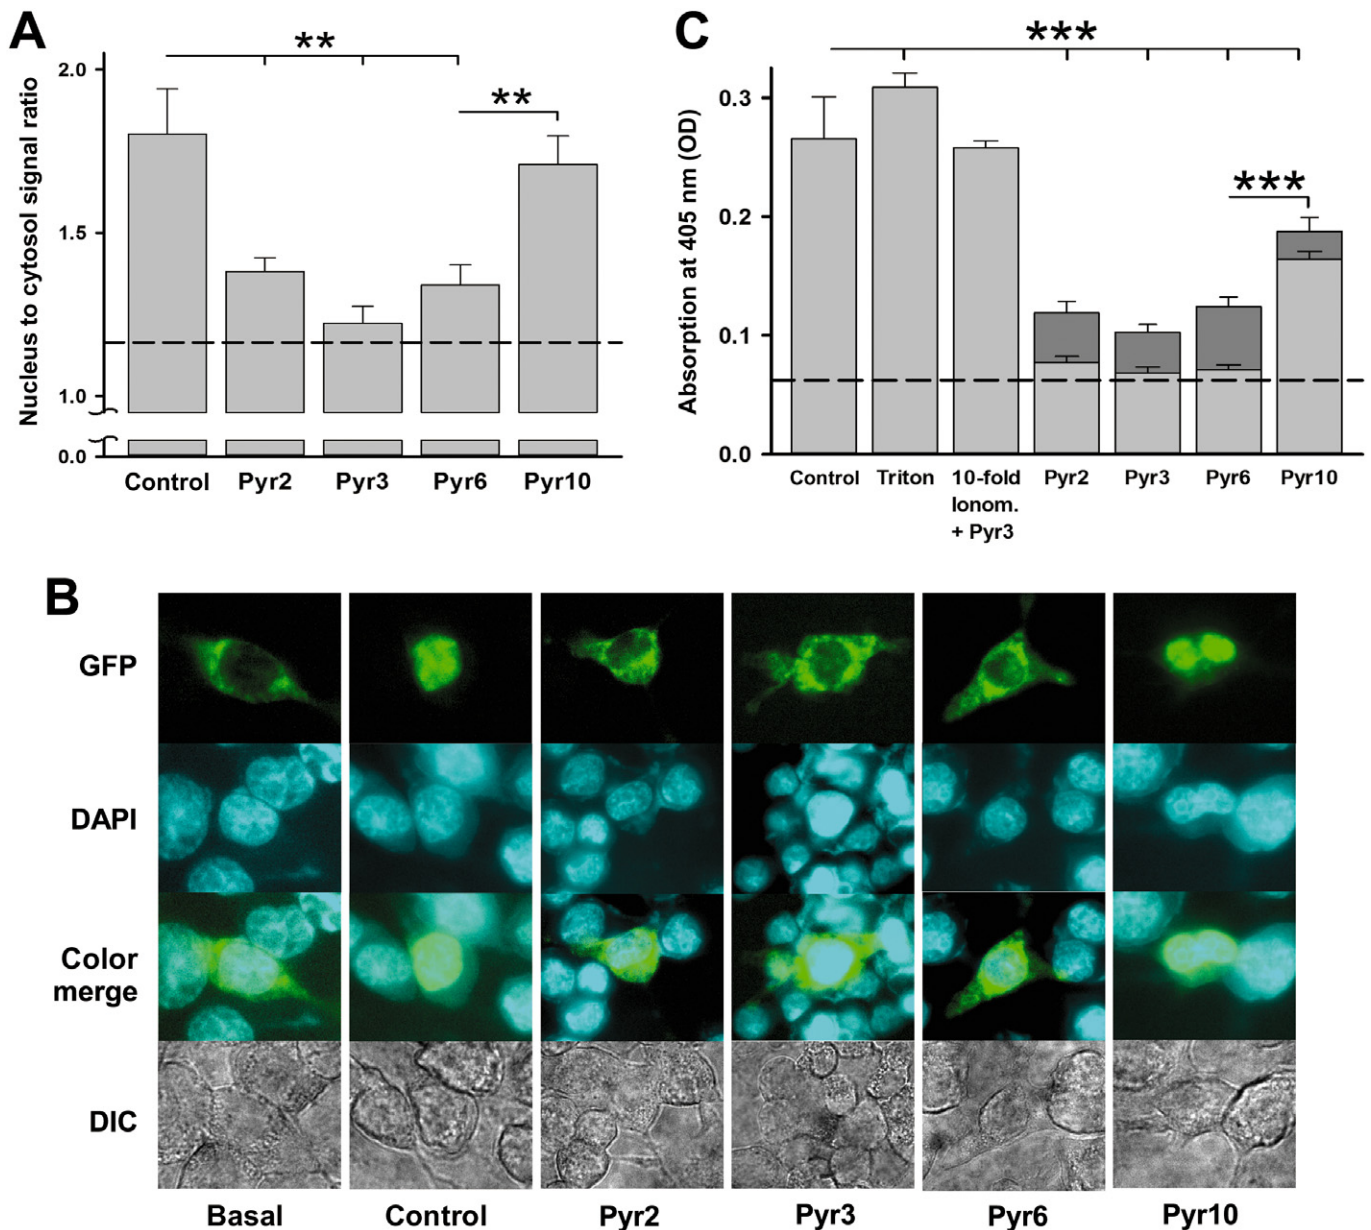 A
**
**
Nucleus to cytosol signal ratio
2.0
1.5
1.0
0.0
Control Pyr2 Pyr3 Pyr6 Pyr10
C
***
***
Absorption at 405 nm (OD)
0.3
0.2
0.1
0.0
Control Triton 10-fold Pyr2 Pyr3 Pyr6 Pyr10
Ionom.
+ Pyr3
B
GFP
DAPI
Color
merge
DIC
Basal Control Pyr2 Pyr3 Pyr6 Pyr10